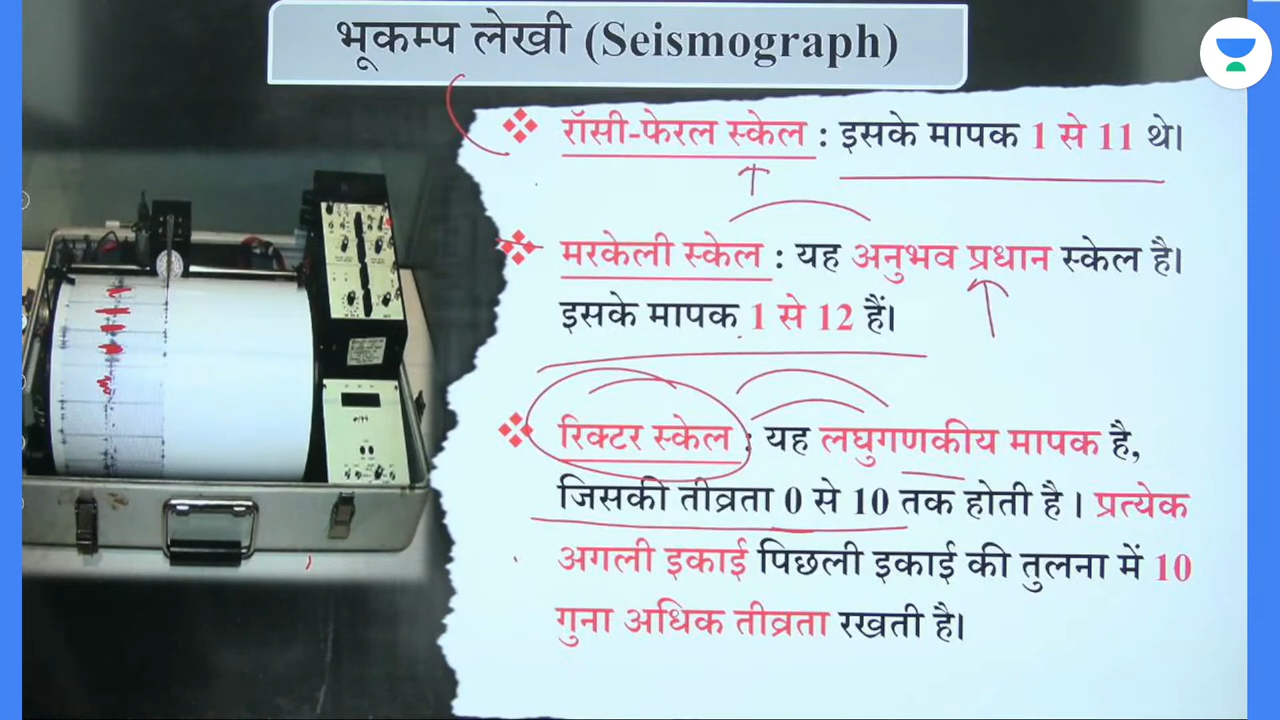 भूकम्प लेखी (Seismograph)
रॉसी-फेरल स्केल : इसके मापक 1 से 11 थे।
मरकेली स्केल : यह अनुभव प्रधान स्केल है।
इसके मापक 1 से 12 हैं।
रिक्टर स्केल : यह लघुगणकीय मापक है,
जिसकी तीव्रता 0 से 10 तक होती है । प्रत्येक
अगली इकाई पिछली इकाई की तुलना में 10
गुना अधिक तीव्रता रखती है।